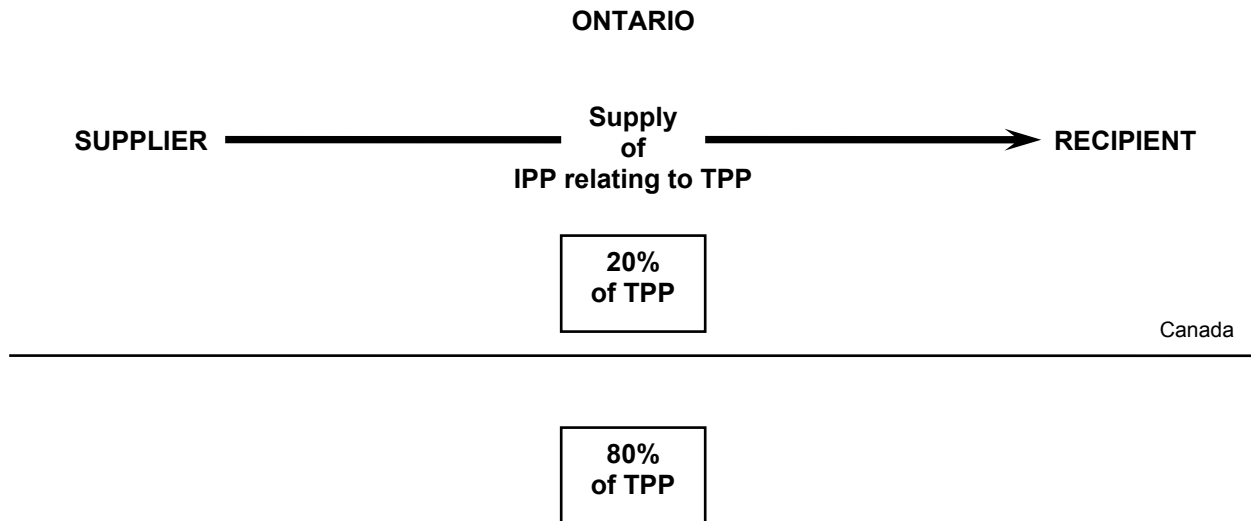 ONTARIO
SUPPLIER
Supply
of
IPP relating to TPP
RECIPIENT
20%
of TPP
Canada
80%
of TPP